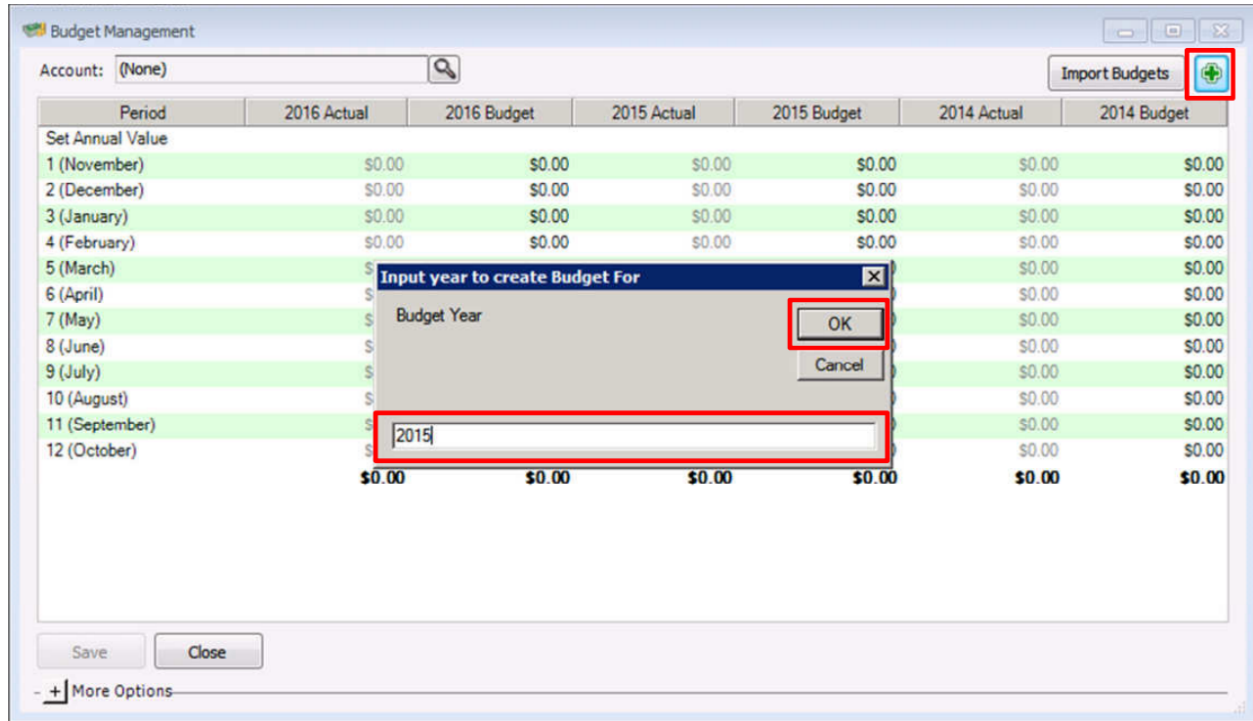 Budget Management
Account: (None) Import Budgets
Period 2016 Actual 2016 Budget 2015 Actual 2015 Budget 2014 Actual 2014 Budget
Set Annual Value
1 (November) $0.00 $0.00 $0.00 $0.00 $0.00 $0.00
2 (December) $0.00 $0.00 $0.00 $0.00 $0.00 $0.00
3 (January) $0.00 $0.00 $0.00 $0.00 $0.00 $0.00
4 (February) $0.00 $0.00 $0.00 $0.00 $0.00 $0.00
5 (March) $ $0.00 $0.00
6 (April) $ $0.00 $0.00
7 (May) $ $0.00 $0.00
8 (June) $ $0.00 $0.00
9 (July) $ $0.00 $0.00
10 (August) $ $0.00 $0.00
11 (September) $ $0.00 $0.00
12 (October) $ $0.00 $0.00
$0.00 $0.00 $0.00 $0.00 $0.00 $0.00
Input year to create Budget For
Budget Year
OK
Cancel
2015
Save Close
+ More Options